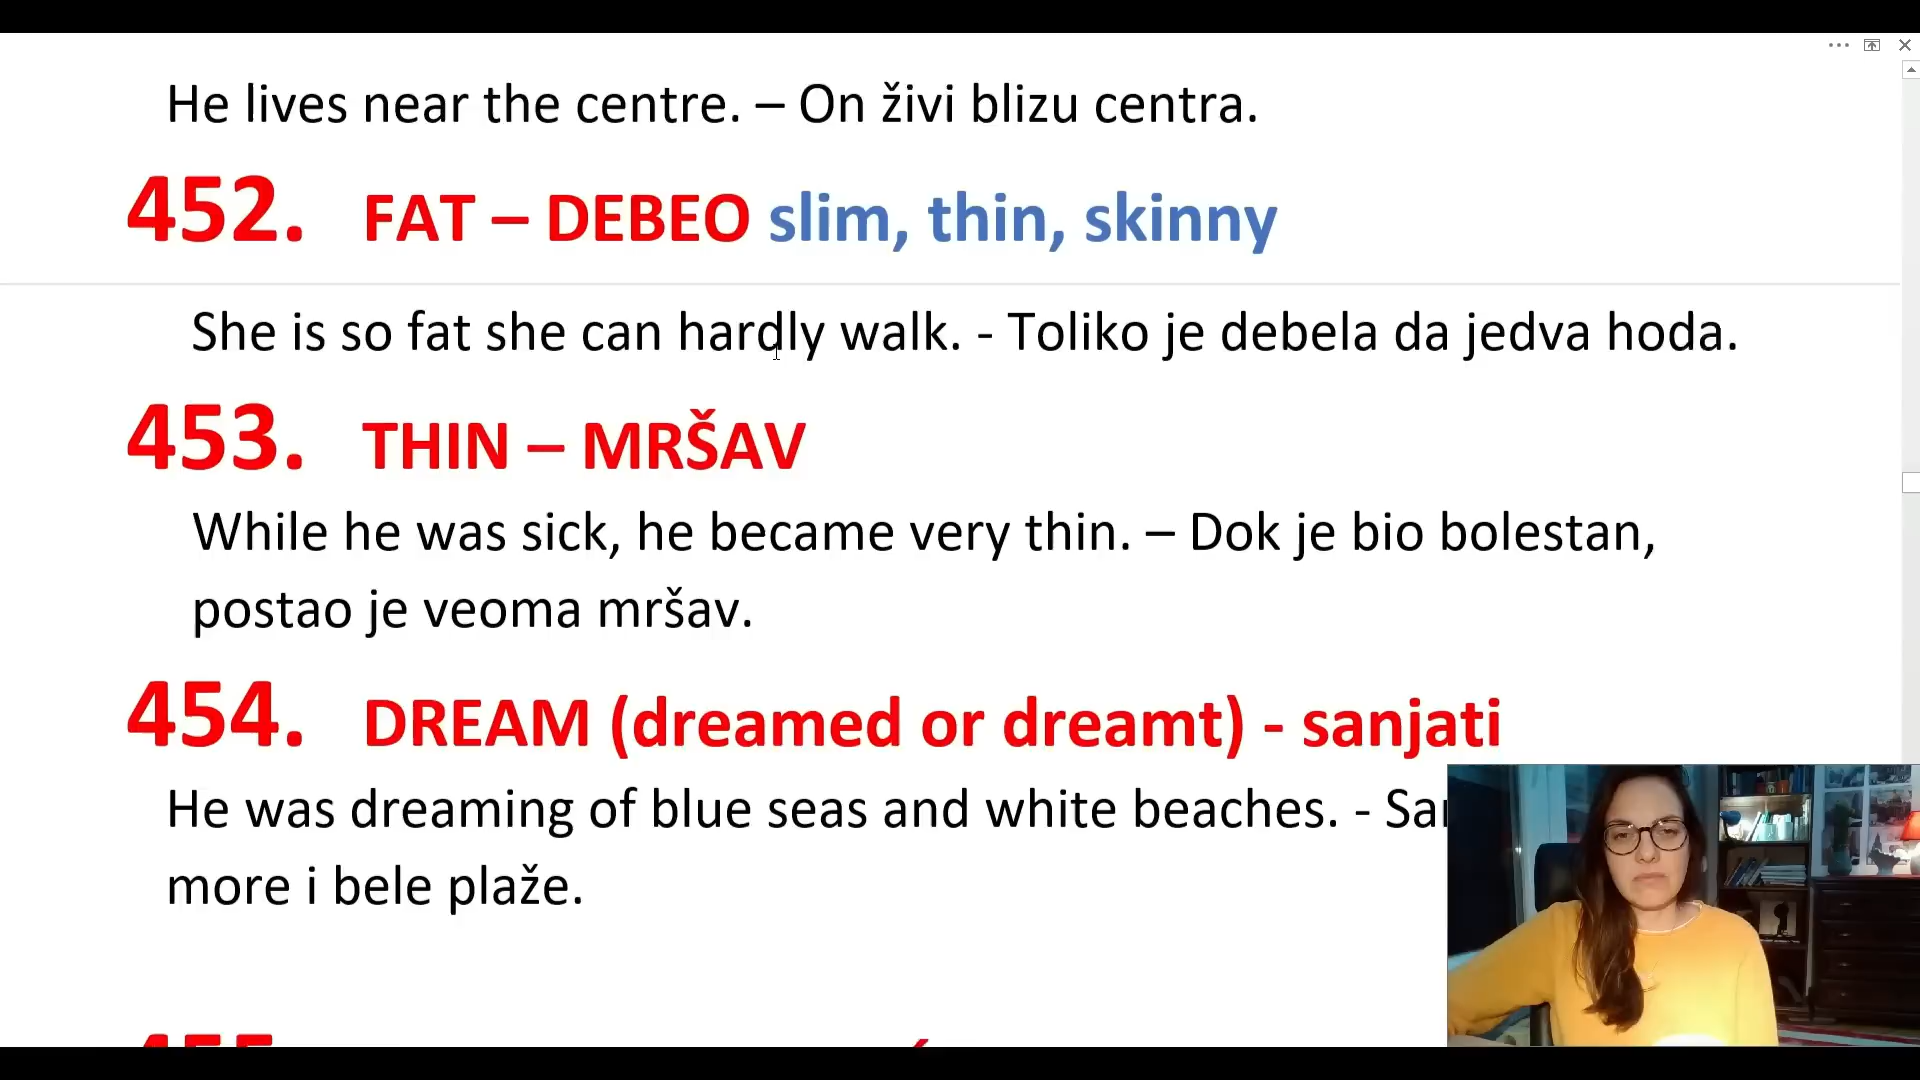 He lives near the centre. – On živi blizu centra.
452. FAT – DEBEO slim, thin, skinny
She is so fat she can hardly walk. - Toliko je debela da jedva hoda.
453. THIN – MRŠAV
While he was sick, he became very thin. – Dok je bio bolestan,
postao je veoma mršav.
454. DREAM (dreamed or dreamt) - sanjati
He was dreaming of blue seas and white beaches. -
more i bele plaže.